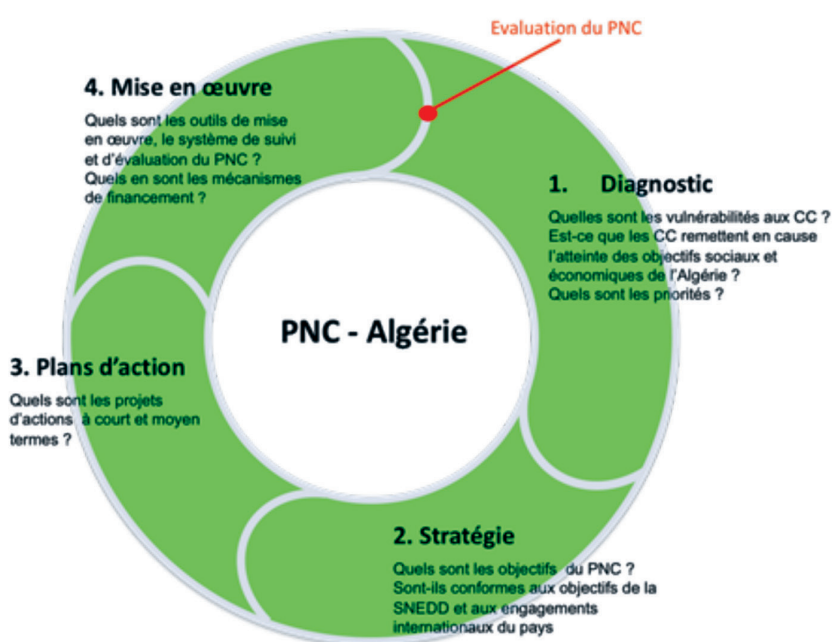 Evaluation du PNC
4. Mise en œuvre
Quels sont les outils de mise
en œuvre, le système de suivi
et d'évaluation du PNC ?
Quels en sont les mécanismes
de financement ?
1. Diagnostic
Quelles sont les vulnérabilités aux CC ?
Est-ce que les CC remettent en cause
l'atteinte des objectifs sociaux et
économiques de l'Algérie ?
Quels sont les priorités ?
PNC - Algérie
3. Plans d'action
Quels sont les projets
d'actions à court et moyen
termes ?
2. Stratégie
Quels sont les objectifs du PNC ?
Sont-ils conformes aux objectifs de la
SNEDD et aux engagements
internationaux du pays